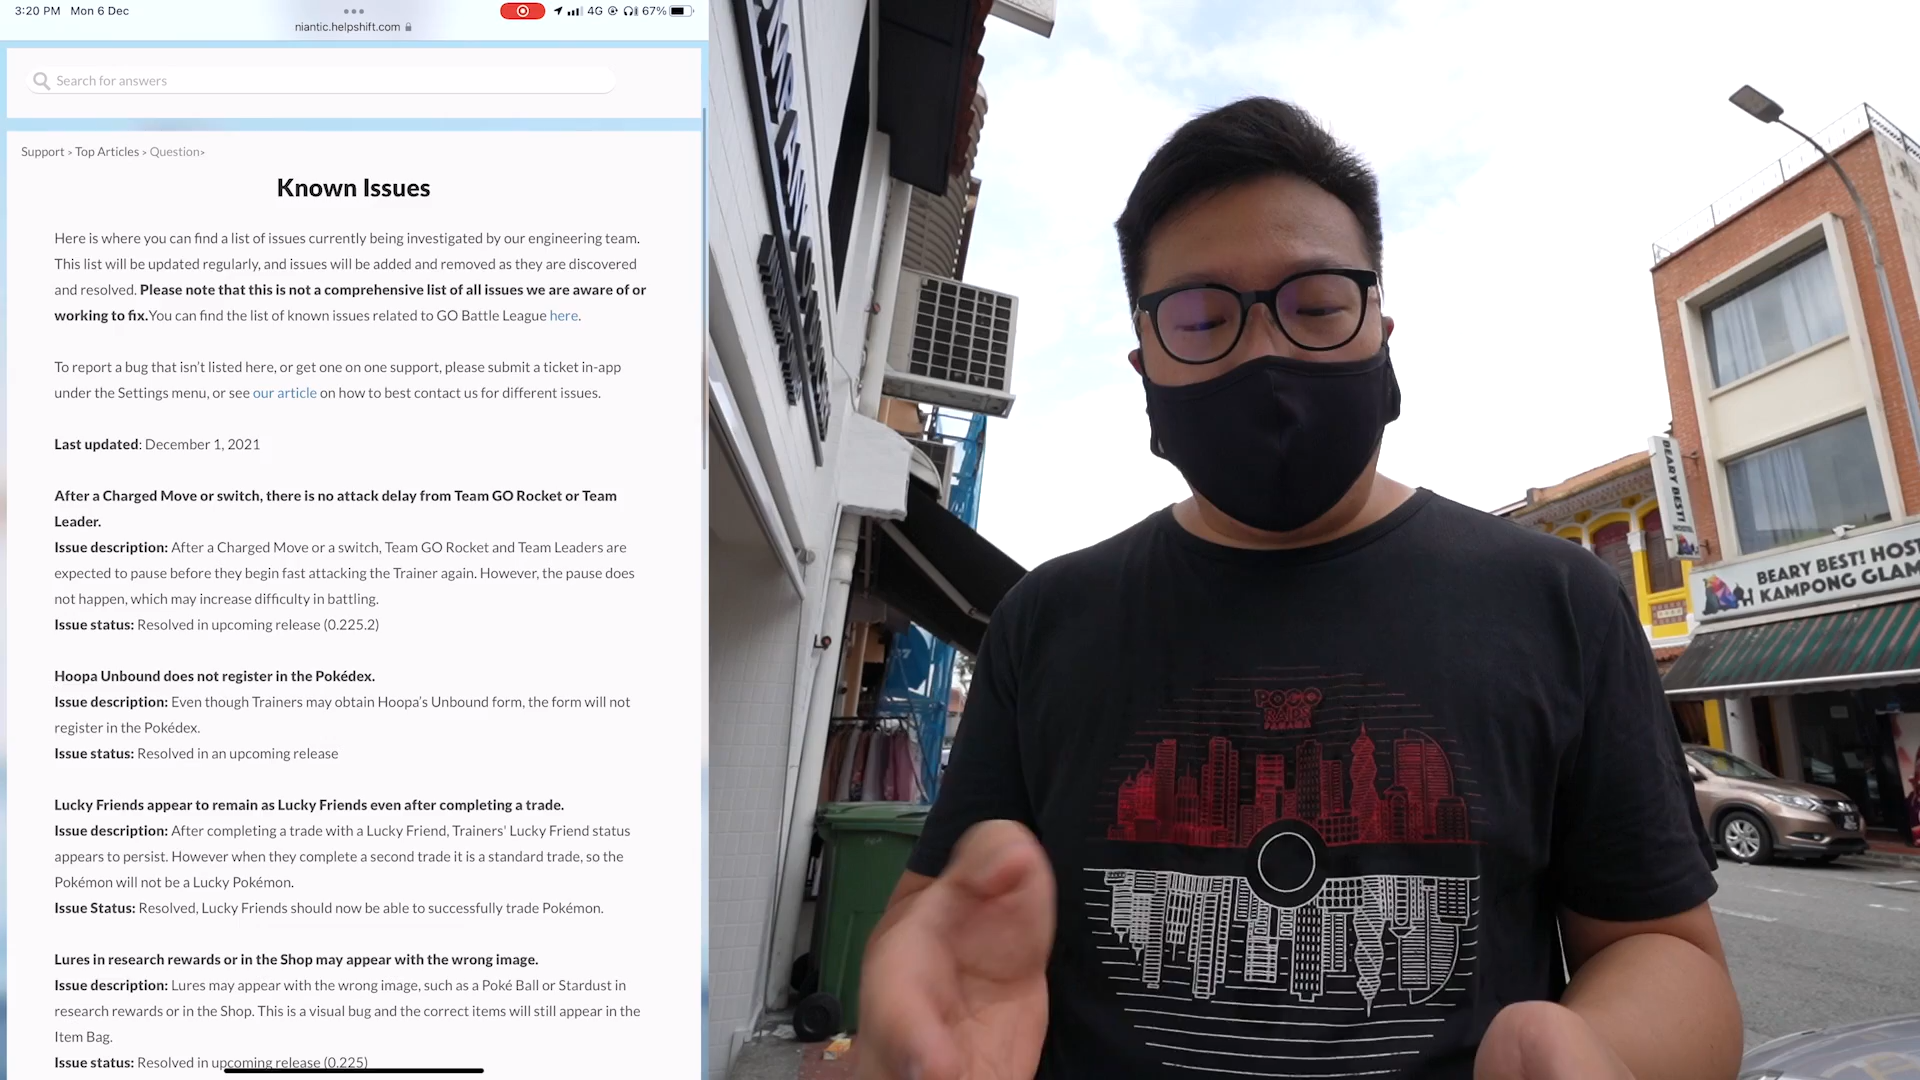 3:20 PM Mon 6 Dec
niantic.helpshift.com
4G
67%
Search for answers
Support > Top Articles > Question>
Known Issues
Here is where you can find a list of issues currently being investigated by our engineering team.
This list will be updated regularly, and issues will be added and removed as they are discovered
and resolved. Please note that this is not a comprehensive list of all issues we are aware of or
working to fix.You can find the list of known issues related to GO Battle League here.
To report a bug that isn't listed here, or get one on one support, please submit a ticket in-app
under the Settings menu, or see our article on how to best contact us for different issues.
Last updated: December 1, 2021
After a Charged Move or switch, there is no attack delay from Team GO Rocket or Team
Leader.
Issue description: After a Charged Move or a switch, Team GO Rocket and Team Leaders are
expected to pause before they begin fast attacking the Trainer again. However, the pause does
not happen, which may increase difficulty in battling.
Issue status: Resolved in upcoming release (0.225.2)
Hoopa Unbound does not register in the Pokédex.
Issue description: Even though Trainers may obtain Hoopa's Unbound form, the form will not
register in the Pokédex.
Issue status: Resolved in an upcoming release
Lucky Friends appear to remain as Lucky Friends even after completing a trade.
Issue description: After completing a trade with a Lucky Friend, Trainers' Lucky Friend status
appears to persist. However when they complete a second trade it is a standard trade, so the
Pokémon will not be a Lucky Pokémon.
Issue Status: Resolved, Lucky Friends should now be able to successfully trade Pokémon.
Lures in research rewards or in the Shop may appear with the wrong image.
Issue description: Lures may appear with the wrong image, such as a Poké Ball or Stardust in
research rewards or in the Shop. This is a visual bug and the correct items will still appear in the
Item Bag.
Issue status: Resolved in upcoming release (0.225)
POGO
RAIDS
PANAMA
BEARY BEST!
HOSTEL
BEARY BEST! HOST
KAMPONG GLAM